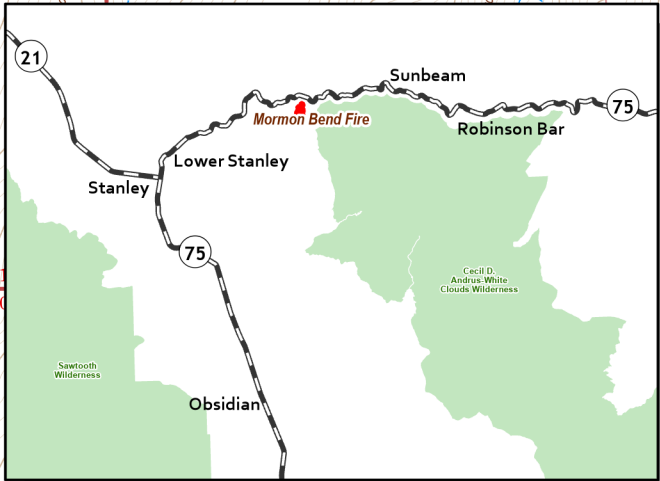 21
Sunbeam
75
Mormon Bend Fire
Robinson Bar
Lower Stanley
Stanley
75
Cecil D.
Andrus-White
Clouds Wilderness
Sawtooth
Wilderness
Obsidian